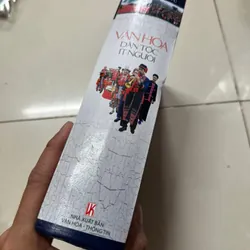 VĂN HÓA
DÂN TỘC
ÍT NGƯỜI
NHÀ XUẤT BẢN
VĂN HÓA - THÔNG TIN